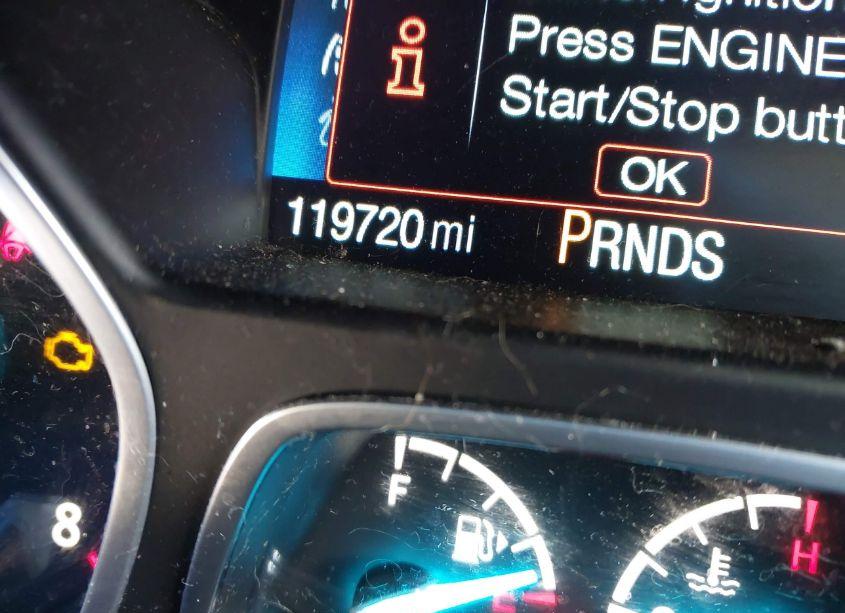 Press ENGINE
Start/Stop
OK
119720 mi
PRNDS
F
8
H
E